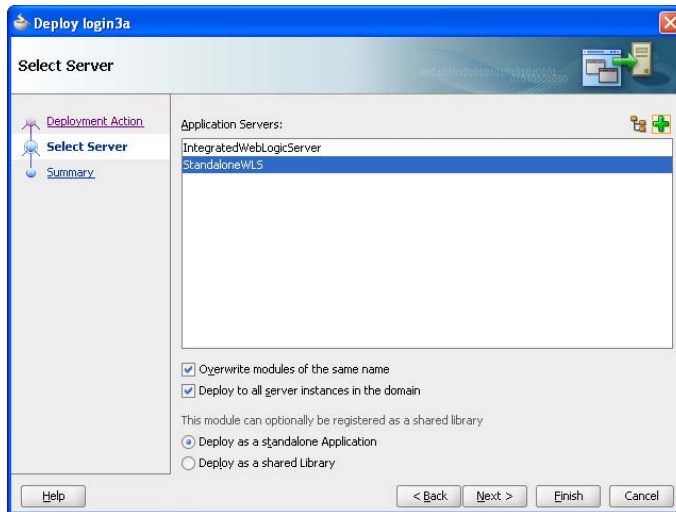 Deploy login3a
Select Server
Deployment Action
Select Server
Summary
Application Servers:
IntegratedWebLogicServer
StandaloneWLS
Overwrite modules of the same name
Deploy to all server instances in the domain
This module can optionally be registered as a shared library
Deploy as a standalone Application
Deploy as a shared Library
Help
< Back
Next >
Finish
Cancel